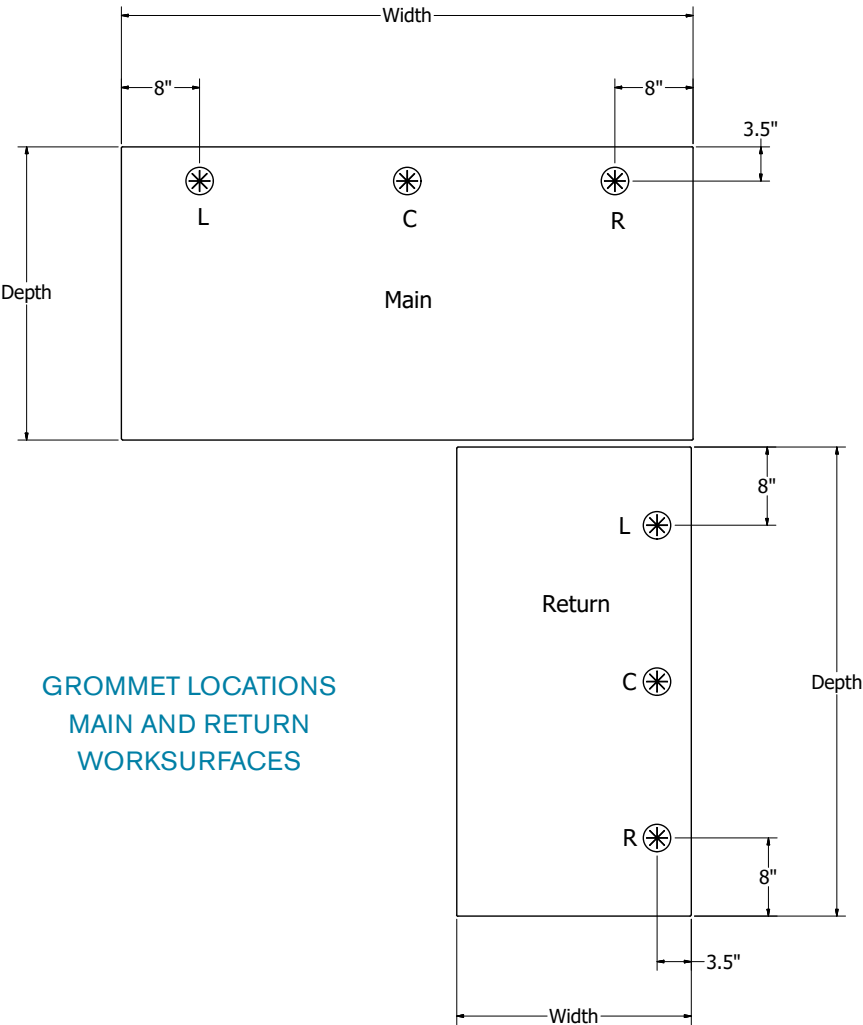 Width
8"
8"
3.5"
L
C
R
Depth
Main
8"
L
Return
GROMMET LOCATIONS
MAIN AND RETURN
WORKSURFACES
C
Depth
R
8"
3.5"
Width